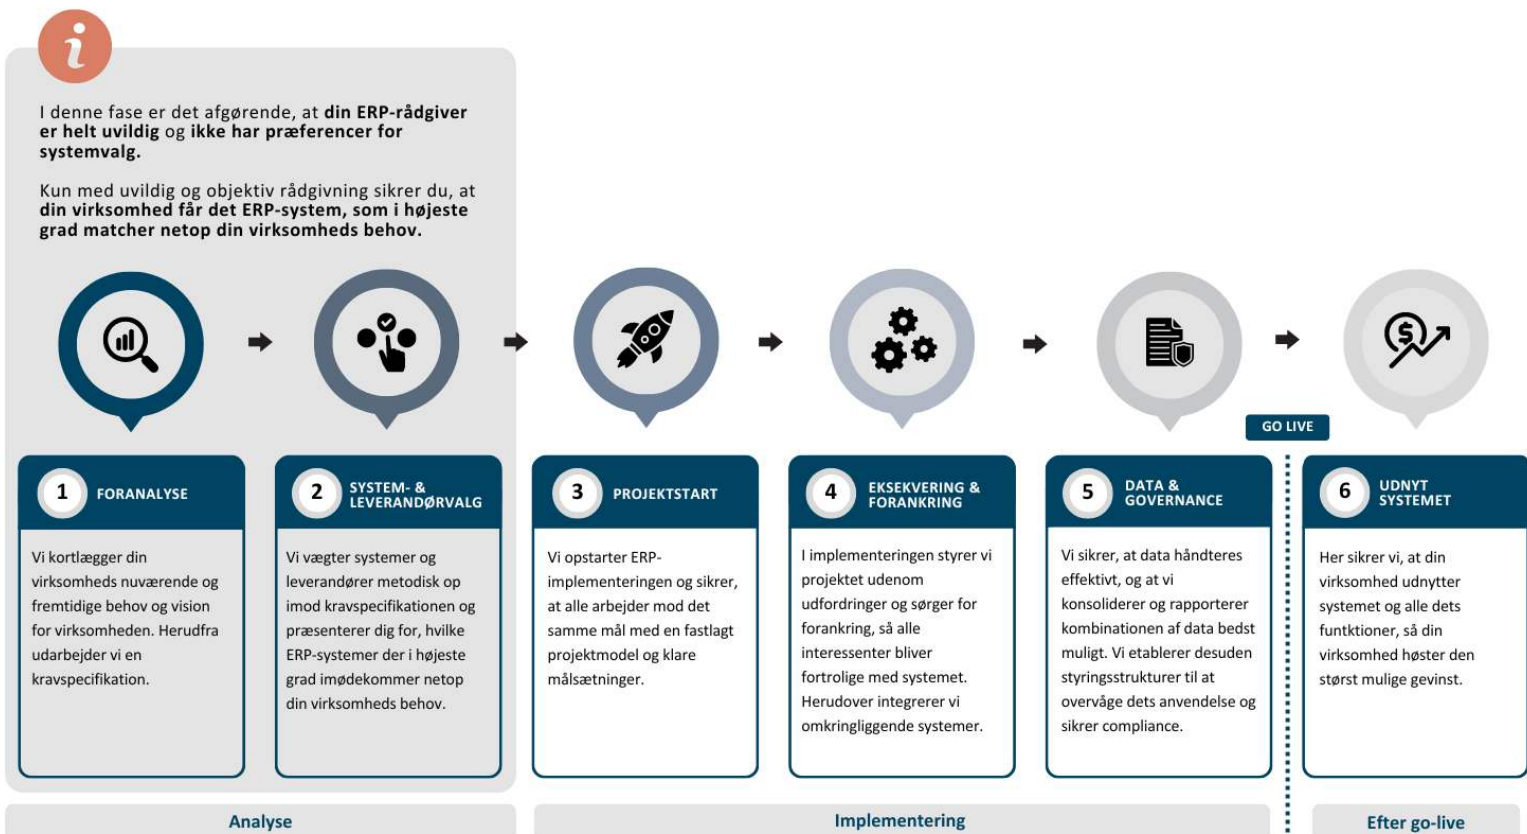 i
I denne fase er det afgørende, at din ERP-rådgiver
er helt uvildig og ikke har præferencer for
systemvalg.
Kun med uvildig og objektiv rådgivning sikrer du, at
din virksomhed får det ERP-system, som i højeste
grad matcher netop din virksomheds behov.
$
GO LIVE
1 FORANALYSE
Vi kortlægger din
virksomheds nuværende og
fremtidige behov og vision
for virksomheden. Herudfra
udarbejder vi en
kravspecifikation.
2 SYSTEM- &
LEVERANDØRVALG
Vi vægter systemer og
leverandører metodisk op
imod kravspecifikationen og
præsenterer dig for, hvilke
ERP-systemer der i højeste
grad imødekommer netop
din virksomheds behov.
3 PROJEKTSTART
Vi opstarter ERP-
implementeringen og sikrer,
at alle arbejder mod det
samme mål med en fastlagt
projektmodel og klare
målsætninger.
4 EKSEKVERING &
FORANKRING
I implementeringen styrer vi
projektet udenom
udfordringer og sørger for
forankring, så alle
interessenter bliver
fortrolige med systemet.
Herudover integrerer vi
omkringliggende systemer.
5 DATA &
GOVERNANCE
Vi sikrer, at data håndteres
effektivt, og at vi
konsoliderer og rapporterer
kombinationen af data bedst
muligt. Vi etablerer desuden
styringsstrukturer til at
overvåge dets anvendelse og
sikrer compliance.
6 UDNYT
SYSTEMET
Her sikrer vi, at din
virksomhed udnytter
systemet og alle dets
funtktioner, så din
virksomhed høster den
størst mulige gevinst.
Analyse
Implementering
Efter go-live